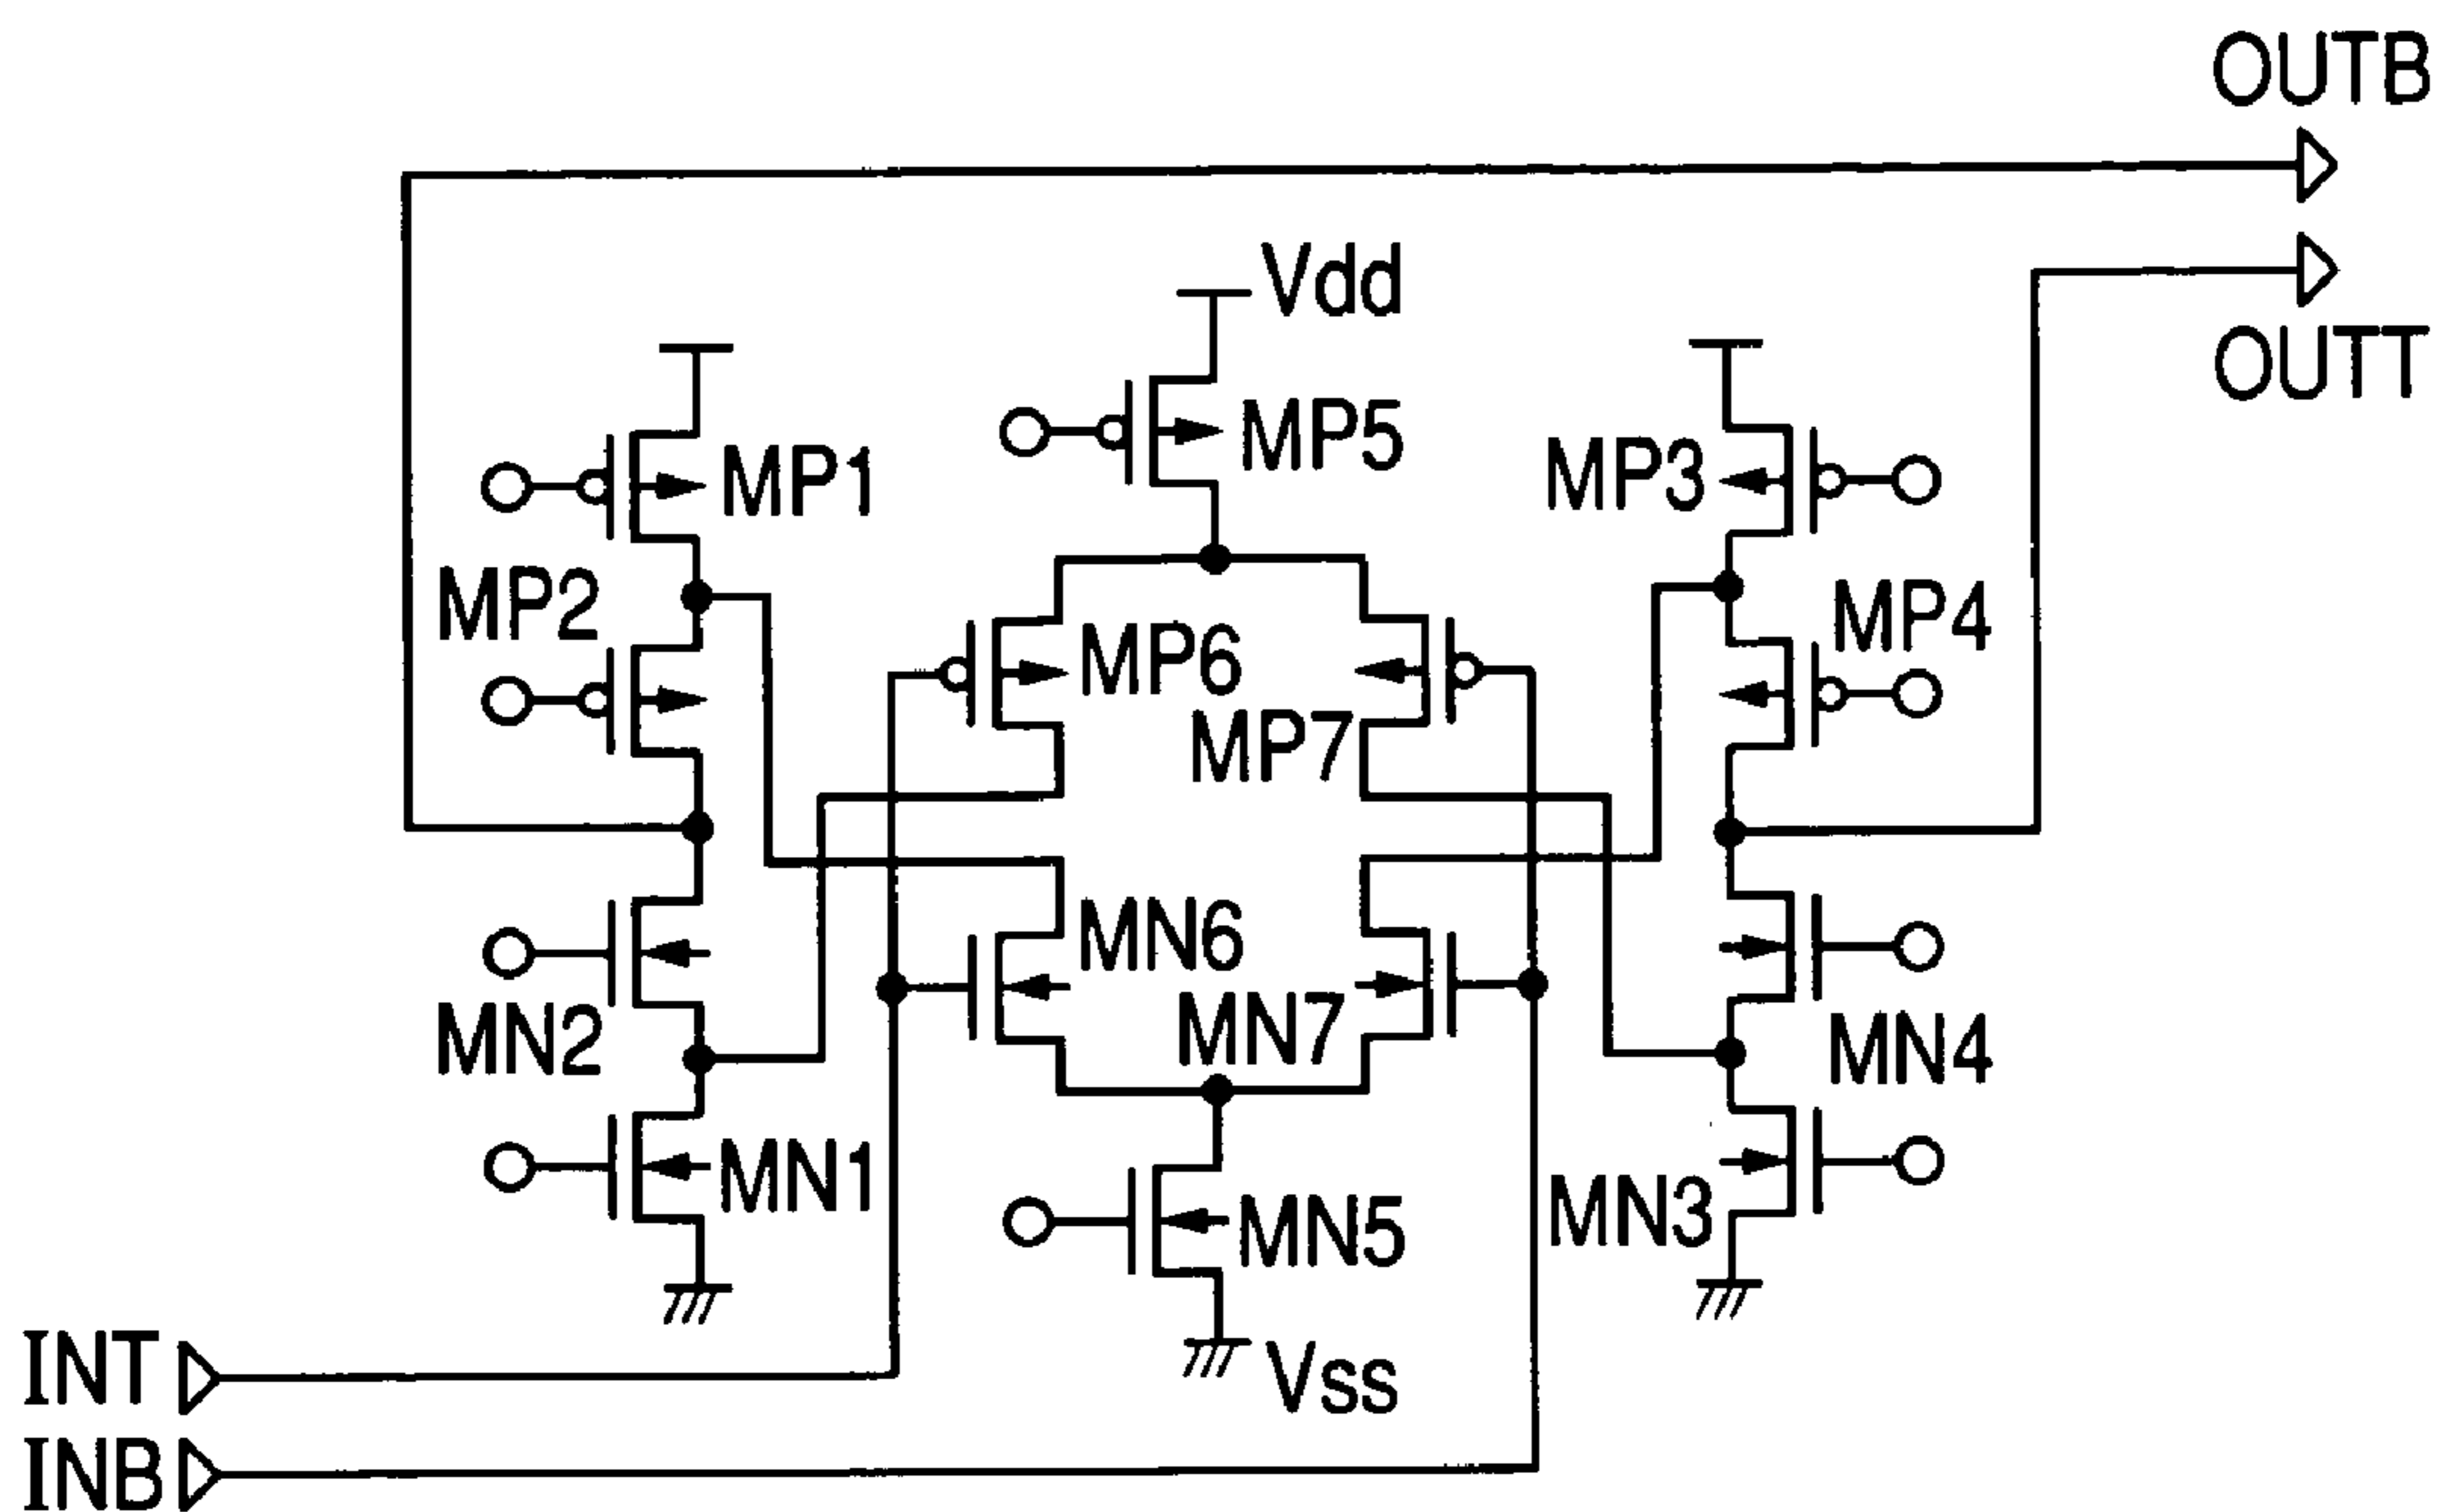 OUTB
Vdd
OUTT
MP5
MP1
MP3
MP2
MP4
MP6
MP7
MN6
MN7
MN2
MN4
MN1
MN5
MN3
INT
Vss
INB